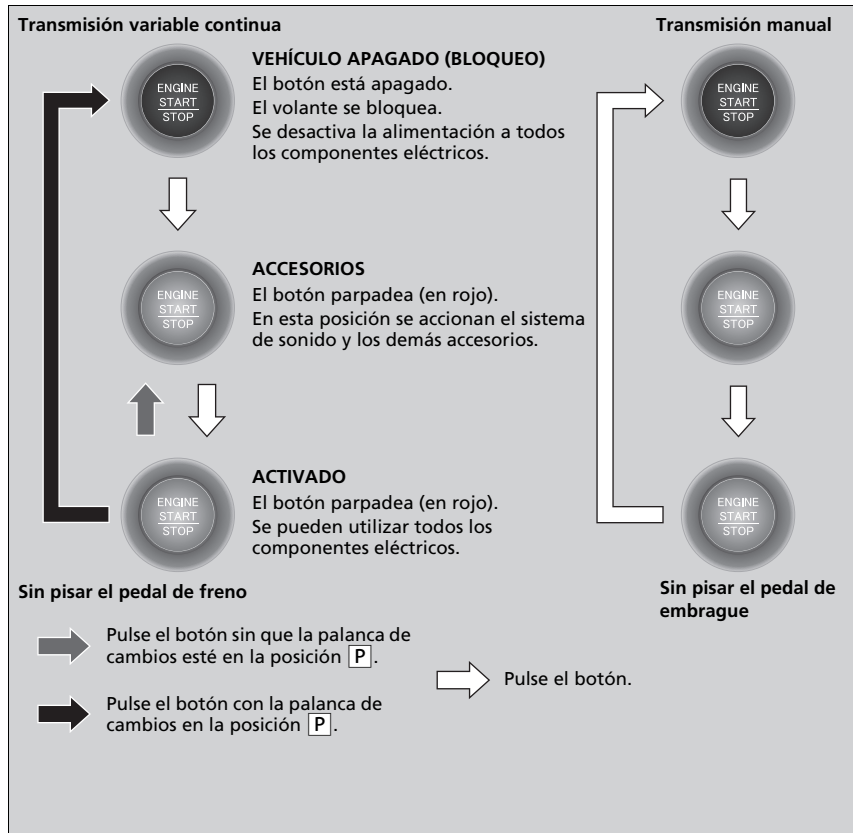 Transmisión variable continua
Transmisión manual
ENGINE
START
STOP
VEHÍCULO APAGADO (BLOQUEO)
El botón está apagado.
El volante se bloquea.
Se desactiva la alimentación a todos
los componentes eléctricos.
ENGINE
START
STOP
ENGINE
START
STOP
ACCESORIOS
El botón parpadea (en rojo).
En esta posición se accionan el sistema
de sonido y los demás accesorios.
ENGINE
START
STOP
ENGINE
START
STOP
ACTIVADO
El botón parpadea (en rojo).
Se pueden utilizar todos los
componentes eléctricos.
ENGINE
START
STOP
Sin pisar el pedal de freno
Sin pisar el pedal de
embrague
Pulse el botón sin que la palanca de
cambios esté en la posición P.
Pulse el botón.
Pulse el botón con la palanca de
cambios en la posición P.